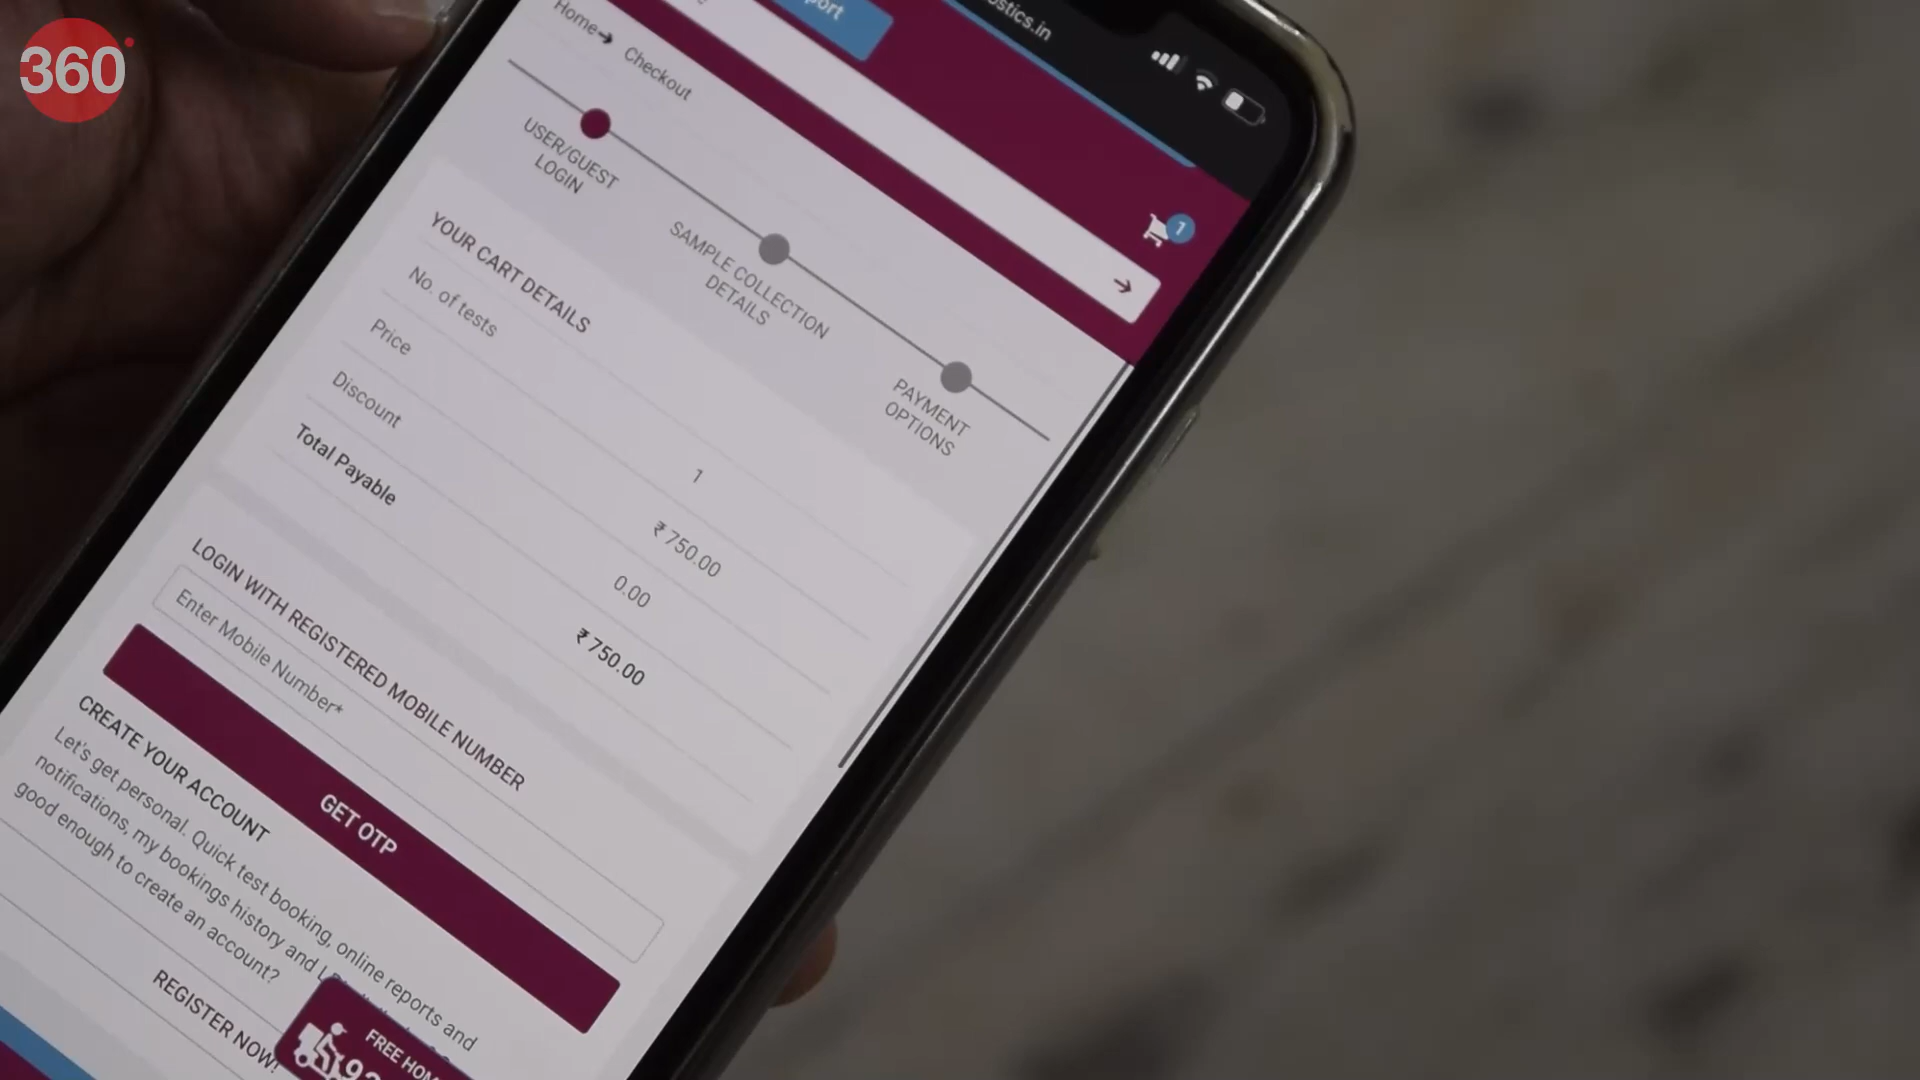 360
port
ostics.in
1
Home→ Checkout
USER/GUEST
LOGIN
SAMPLE COLLECTION
DETAILS
PAYMENT
OPTIONS
YOUR CART DETAILS
No. of tests 1
Price ₹ 750.00
Discount 0.00
Total Payable ₹ 750.00
LOGIN WITH REGISTERED MOBILE NUMBER
Enter Mobile Number*
GET OTP
CREATE YOUR ACCOUNT
Let's get personal. Quick test booking, online reports and
notifications, my bookings history and
good enough to create an account?
REGISTER NOW!
FREE HOM